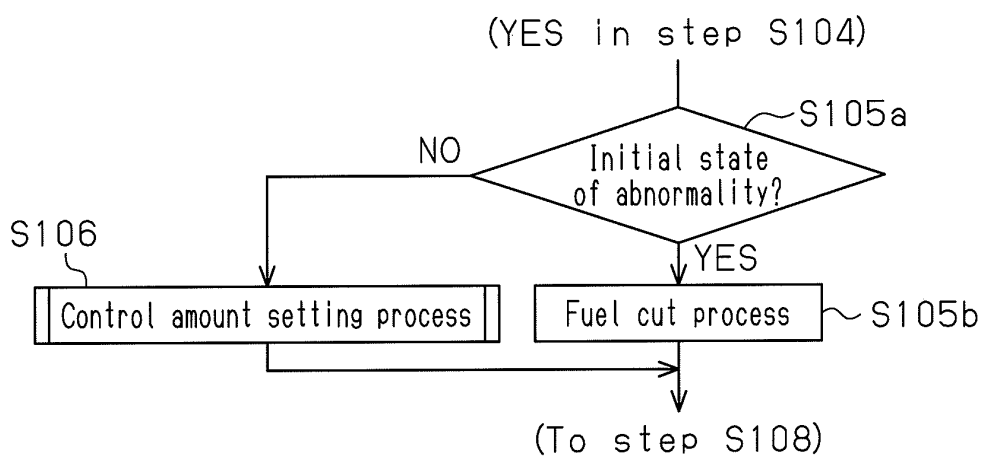 (YES in step S104)
S105a
Initial state
of abnormality?
NO
YES
S106
Control amount setting process
Fuel cut process
S105b
(To step S108)